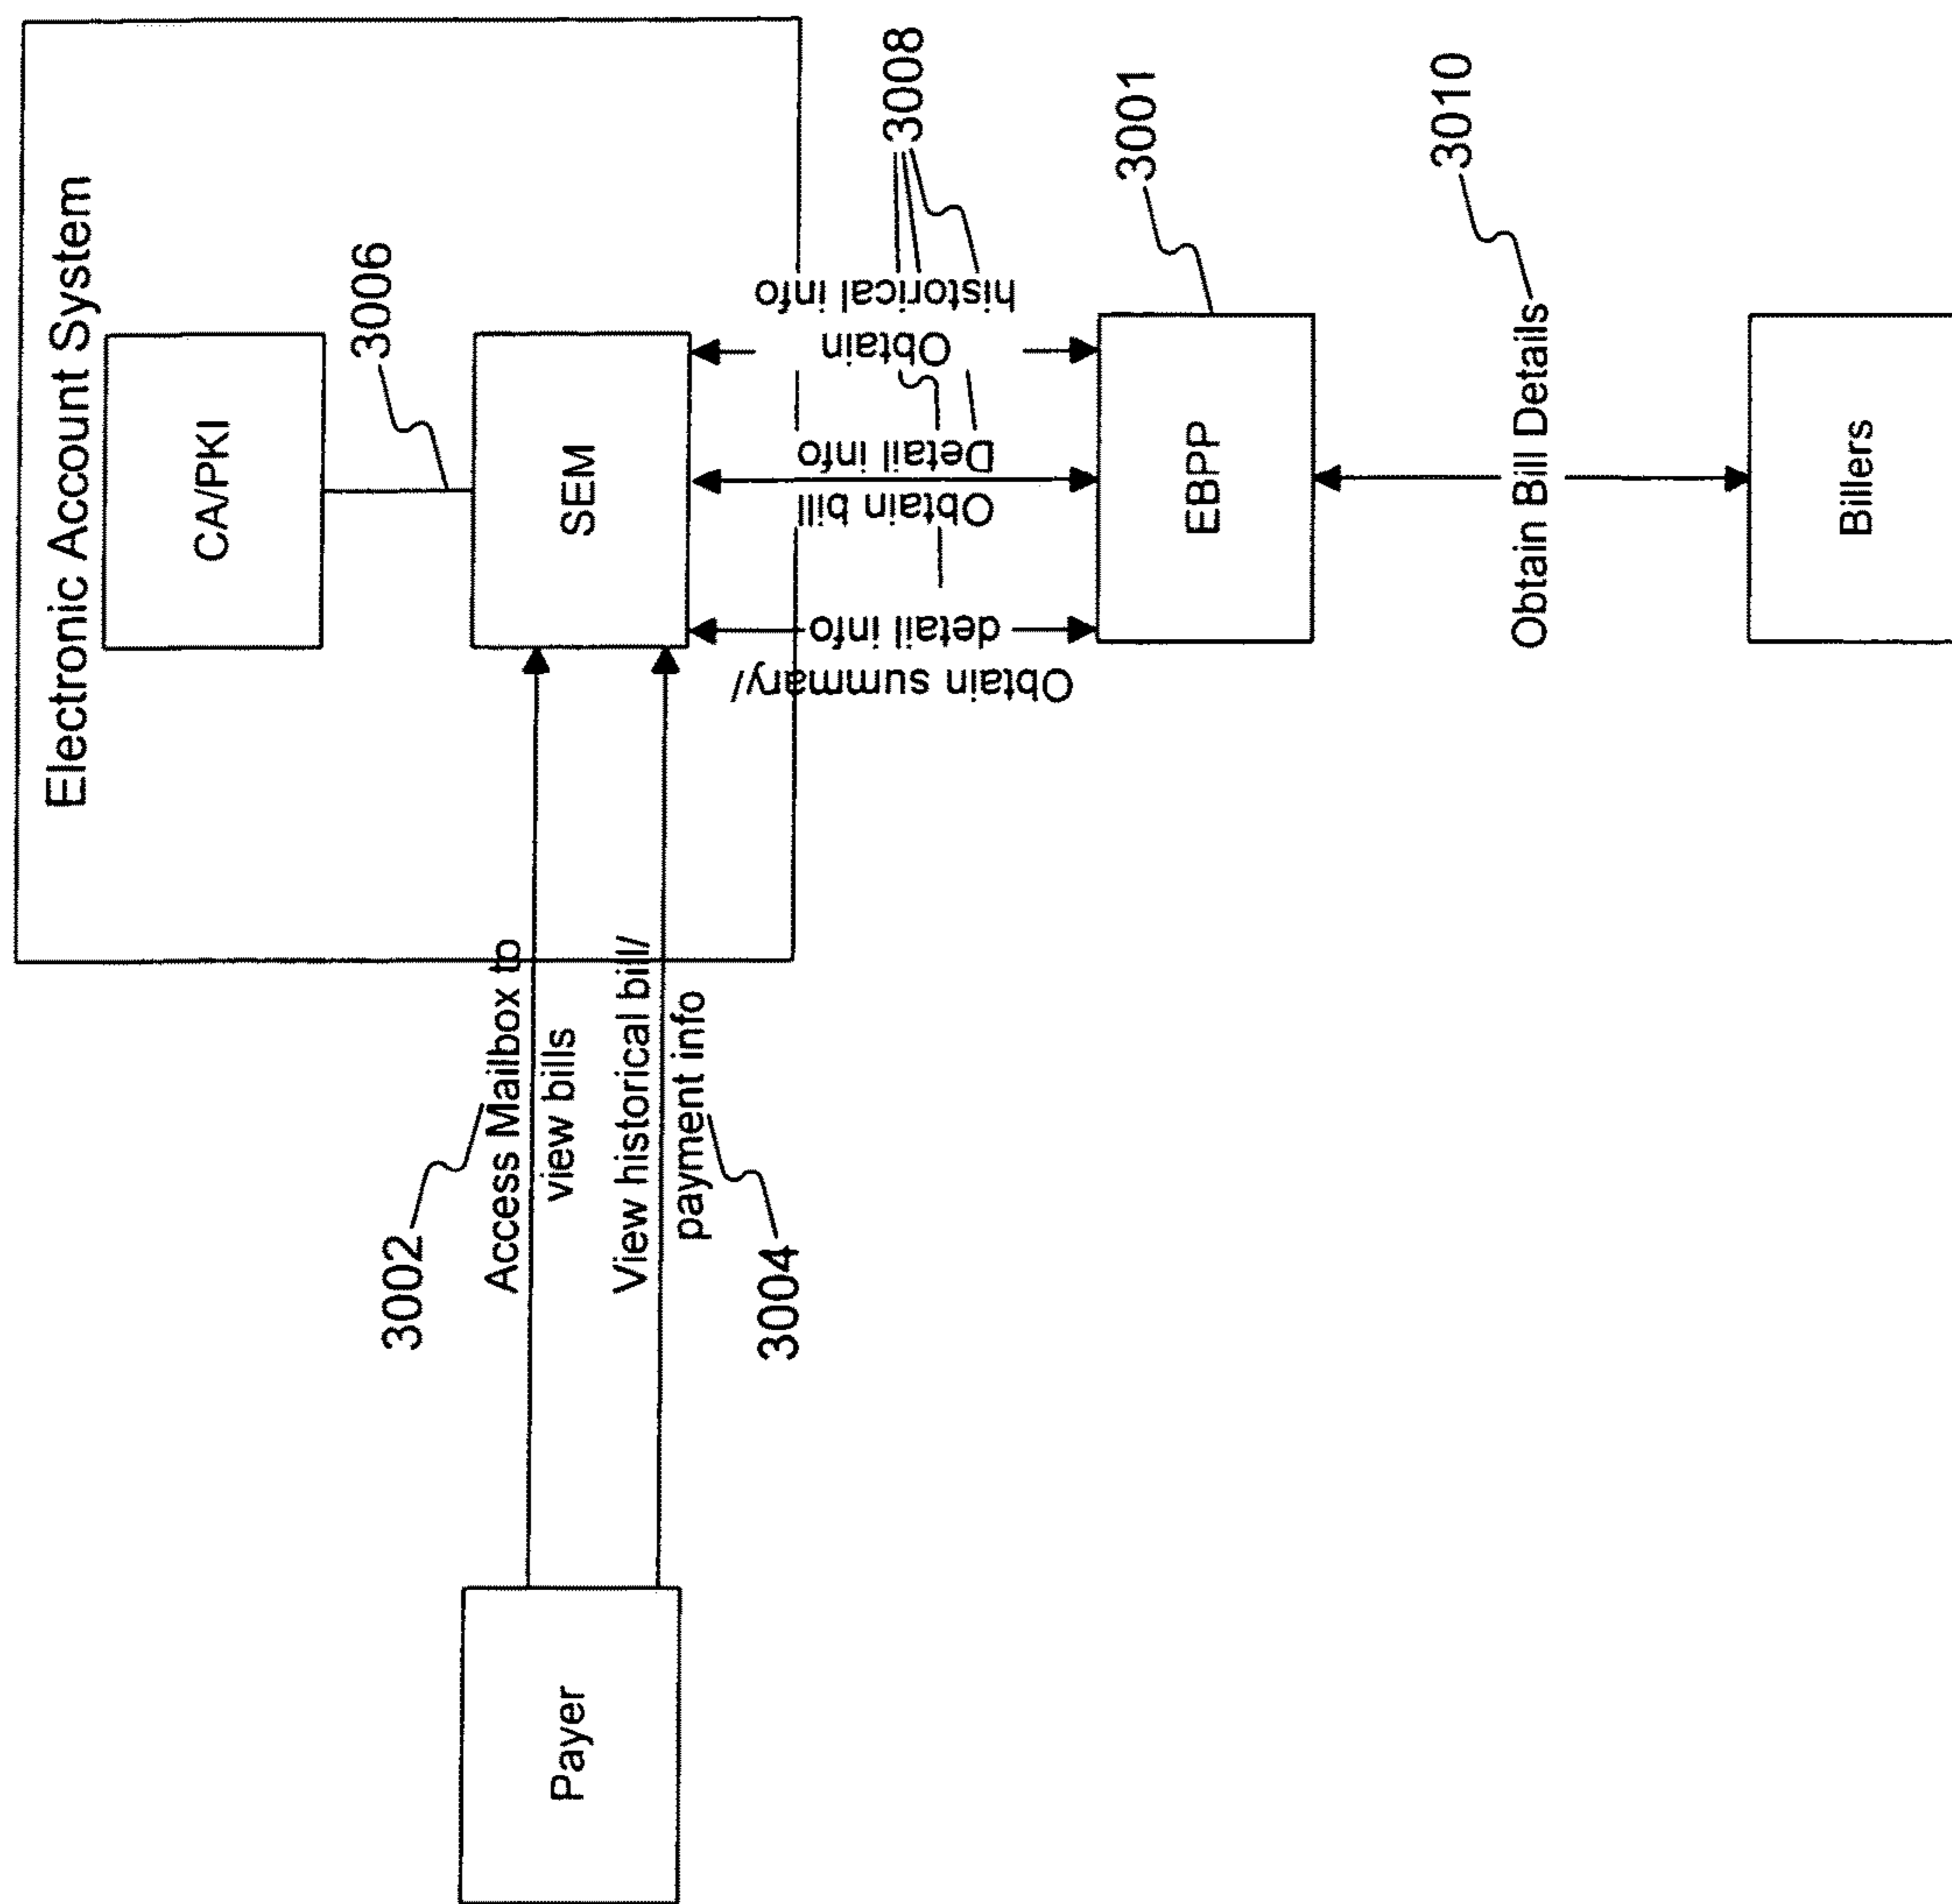 Electronic Account System
CA/PKI
3006
SEM
3002
Access Mailbox to
view bills
View historical bill/
payment info
3004
Payer
Obtain summary/
detail info
Obtain bill
Detail info
Obtain
historical info
3008
EBPP
3001
Obtain Bill Details
3010
Billers